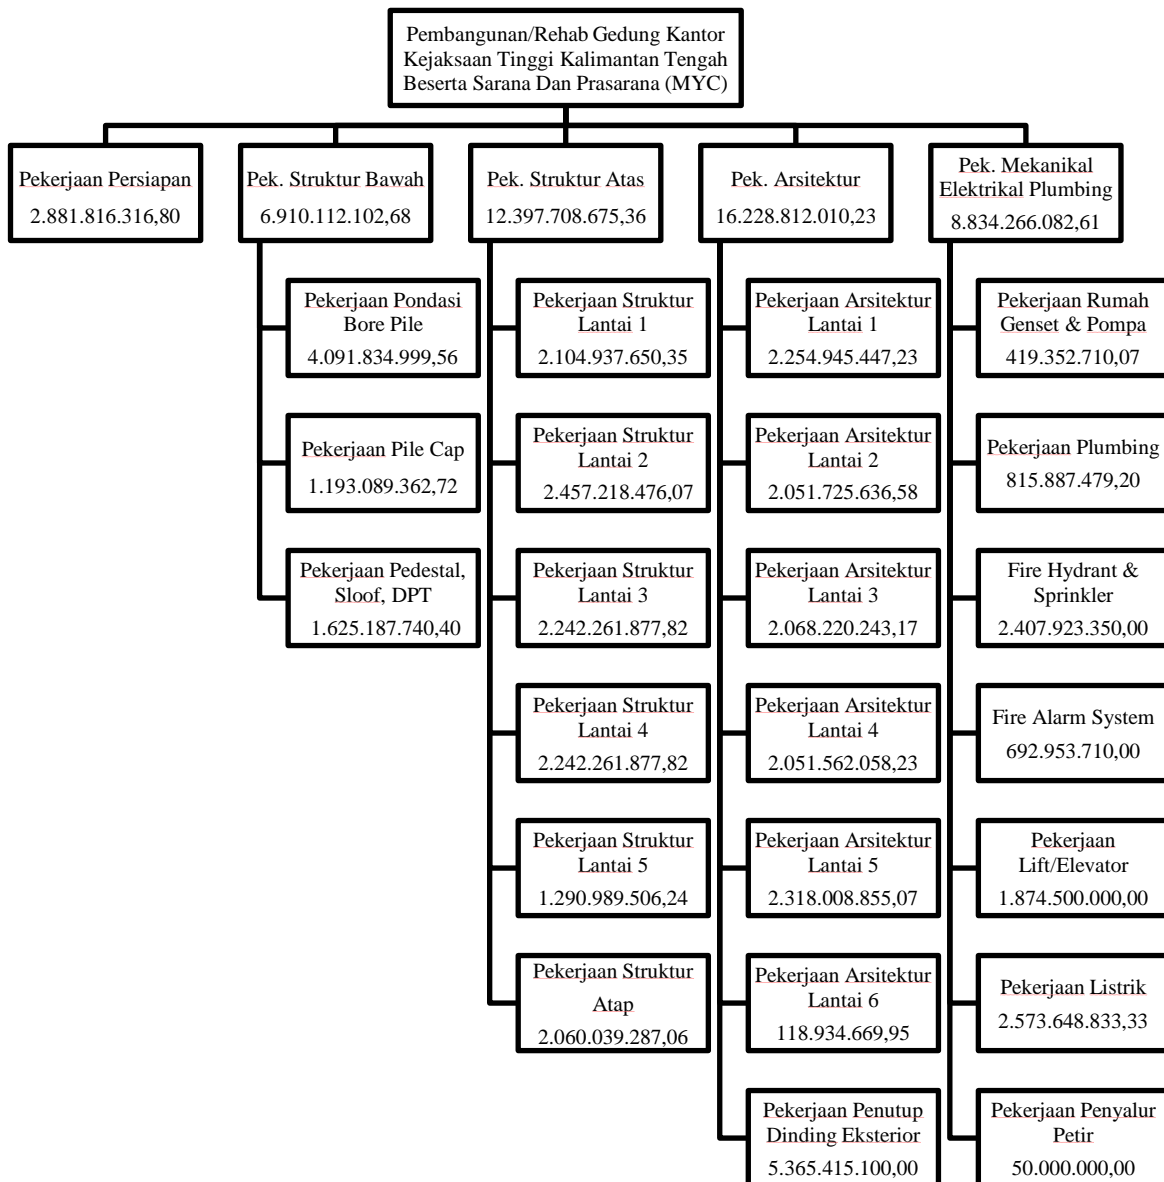 Pembangunan/Rehab Gedung Kantor
Kejaksaan Tinggi Kalimantan Tengah
Beserta Sarana Dan Prasarana (MYC)
Pekerjaan Persiapan
2.881.816.316,80
Pek. Struktur Bawah
6.910.112.102,68
Pek. Struktur Atas
12.397.708.675,36
Pek. Arsitektur
16.228.812.010,23
Pek. Mekanikal
Elektrikal Plumbing
8.834.266.082,61
Pekerjaan Pondasi
Bore Pile
4.091.834.999,56
Pekerjaan Pile Cap
1.193.089.362,72
Pekerjaan Pedestal,
Sloof, DPT
1.625.187.740,40
Pekerjaan Struktur
Lantai 1
2.104.937.650,35
Pekerjaan Struktur
Lantai 2
2.457.218.476,07
Pekerjaan Struktur
Lantai 3
2.242.261.877,82
Pekerjaan Struktur
Lantai 4
2.242.261.877,82
Pekerjaan Struktur
Lantai 5
1.290.989.506,24
Pekerjaan Struktur
Atap
2.060.039.287,06
Pekerjaan Arsitektur
Lantai 1
2.254.945.447,23
Pekerjaan Arsitektur
Lantai 2
2.051.725.636,58
Pekerjaan Arsitektur
Lantai 3
2.068.220.243,17
Pekerjaan Arsitektur
Lantai 4
2.051.562.058,23
Pekerjaan Arsitektur
Lantai 5
2.318.008.855,07
Pekerjaan Arsitektur
Lantai 6
118.934.669,95
Pekerjaan Penutup
Dinding Eksterior
5.365.415.100,00
Pekerjaan Rumah
Genset & Pompa
419.352.710,07
Pekerjaan Plumbing
815.887.479,20
Fire Hydrant &
Sprinkler
2.407.923.350,00
Fire Alarm System
692.953.710,00
Pekerjaan
Lift/Elevator
1.874.500.000,00
Pekerjaan Listrik
2.573.648.833,33
Pekerjaan Penyalur
Petir
50.000.000,00